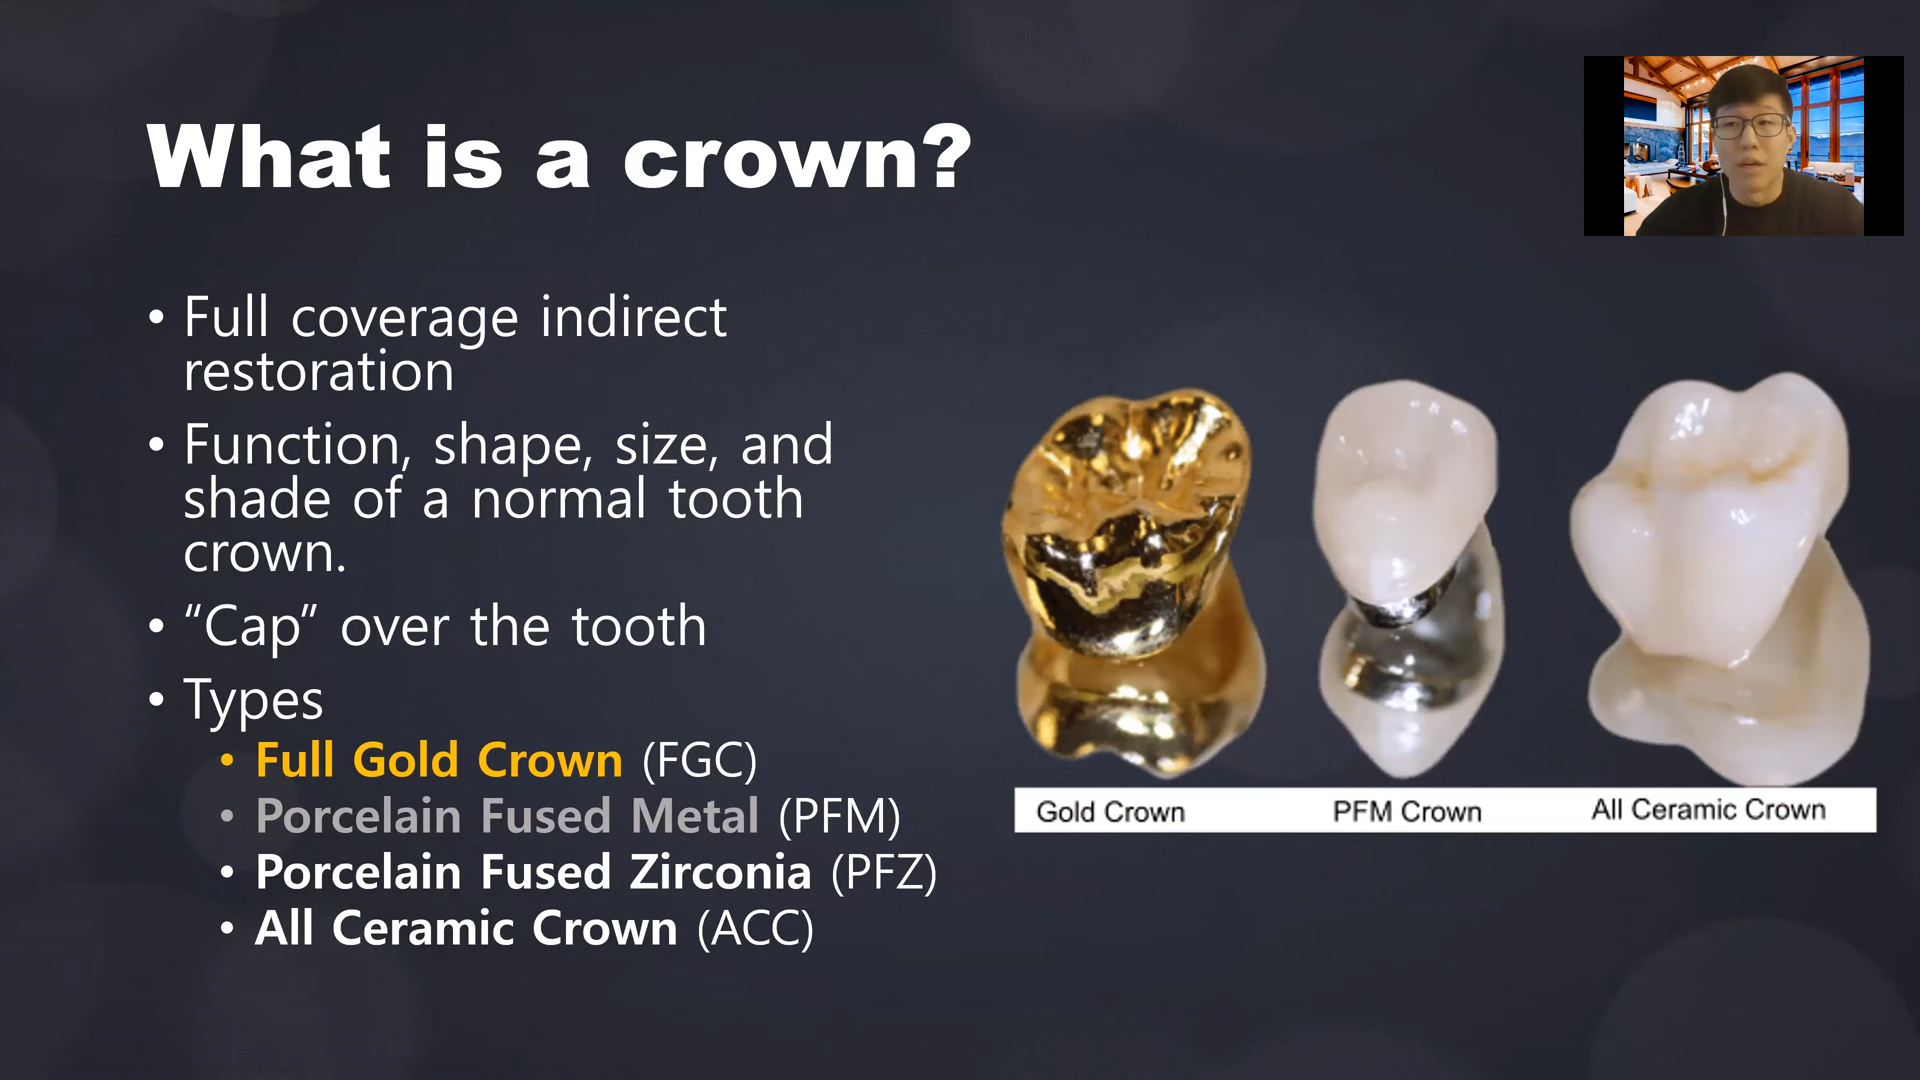 What is a crown?
• Full coverage indirect
restoration
• Function, shape, size, and
shade of a normal tooth
crown.
• “Cap” over the tooth
• Types
• Full Gold Crown (FGC)
• Porcelain Fused Metal (PFM)
• Porcelain Fused Zirconia (PFZ)
• All Ceramic Crown (ACC)
Gold Crown
PFM Crown
All Ceramic Crown